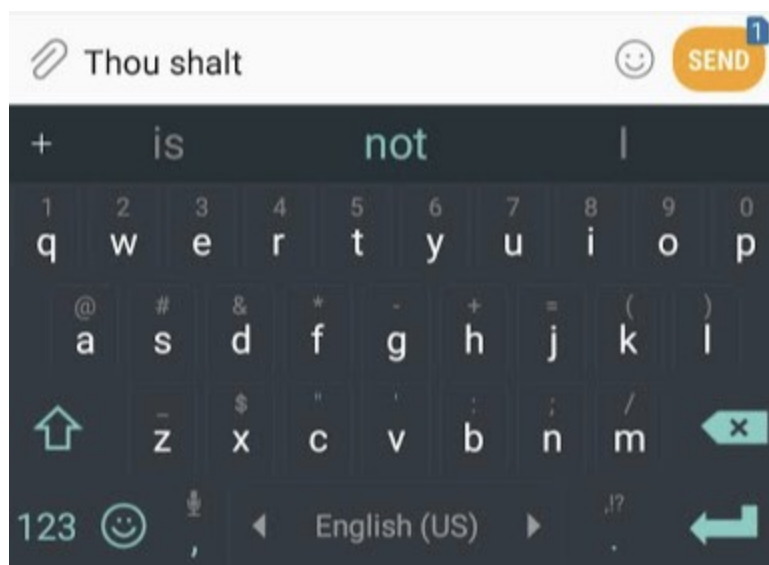 Thou shalt SEND 1
+ is not I
1 2 3 4 5 6 7 8 9 0
q w e r t y u i o p
@ # & * - + = ( )
a s d f g h j k l
_ $ " ' : ; /
z x c v b n m
123 , English (US) ,!? .